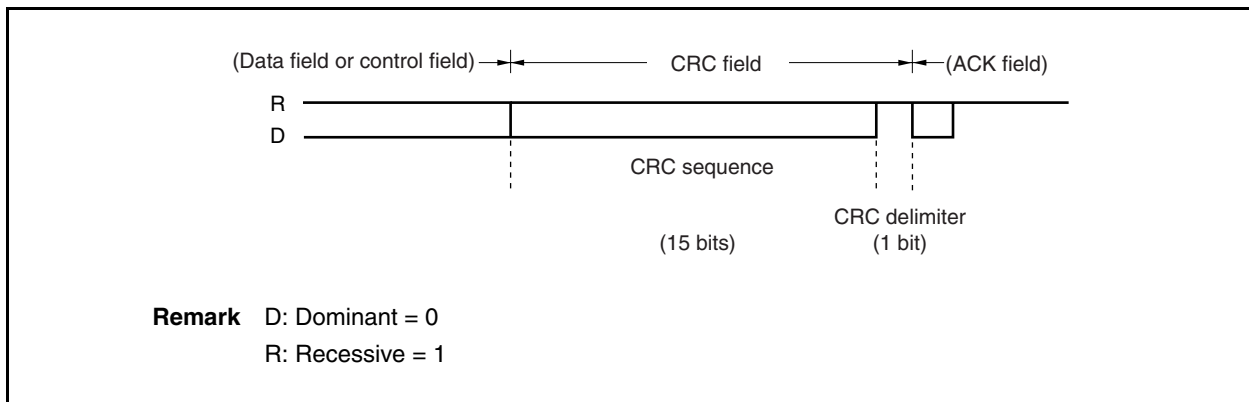 (Data field or control field)
CRC field
(ACK field)
R
D
CRC sequence
CRC delimiter
(15 bits)
(1 bit)
Remark D: Dominant = 0
R: Recessive = 1